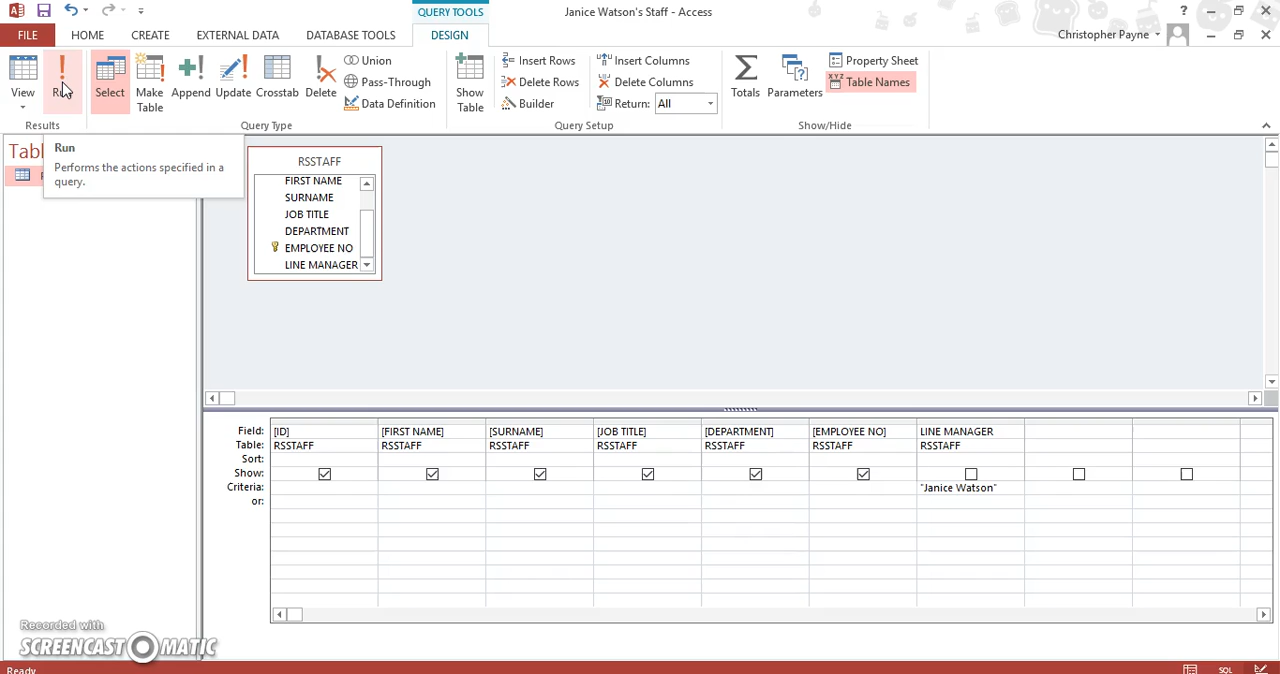 QUERY TOOLS
Janice Watson's Staff - Access
?
FILE
HOME
CREATE
EXTERNAL DATA
DATABASE TOOLS
DESIGN
Christopher Payne
View
Select
Make
Table
Append
Update
Crosstab
Delete
Union
Pass-Through
Data Definition
Show
Table
Insert Rows
Delete Rows
Builder
Insert Columns
Delete Columns
Return: All
Totals
Parameters
Property Sheet
Table Names
Results
Query Type
Query Setup
Show/Hide
Run
Performs the actions specified in a
query.
RSSTAFF
FIRST NAME
SURNAME
JOB TITLE
DEPARTMENT
EMPLOYEE NO
LINE MANAGER
Field: [ID] [FIRST NAME] [SURNAME] [JOB TITLE] [DEPARTMENT] [EMPLOYEE NO] LINE MANAGER
Table: RSSTAFF RSSTAFF RSSTAFF RSSTAFF RSSTAFF RSSTAFF RSSTAFF
Sort:
Show:
Criteria: "Janice Watson"
or:
Recorded with
SCREENCAST-O-MATIC
Ready
SQL